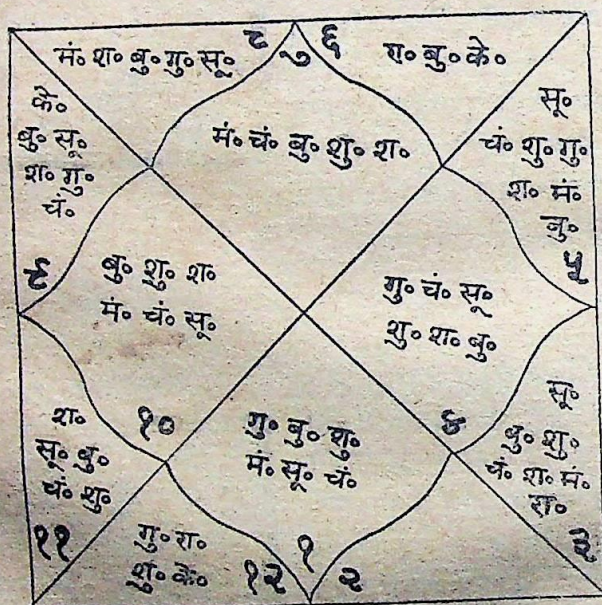 मं॰ श॰ बु॰ गु॰ सू॰
८
७
६
श॰ बु॰ के॰
मं॰ चं॰ बु॰ शु॰ श॰
के॰
बु॰ सू॰
श॰ गु॰
चं॰
९
सू॰
चं॰ शु॰ गु॰
श॰ मं॰
बु॰
५
बु॰ शु॰ श॰
मं॰ चं॰ सू॰
१०
गु॰ चं॰ सू॰
शु॰ श॰ बु॰
४
गु॰ बु॰ शु॰
मं॰ सू॰ चं॰
१
श॰
सू॰ बु॰
चं॰ शु॰
११
गु॰ रा॰
शु॰ के॰
१२
२
सू॰
बु॰ शु॰
चं॰ श॰ मं॰
रा॰
३